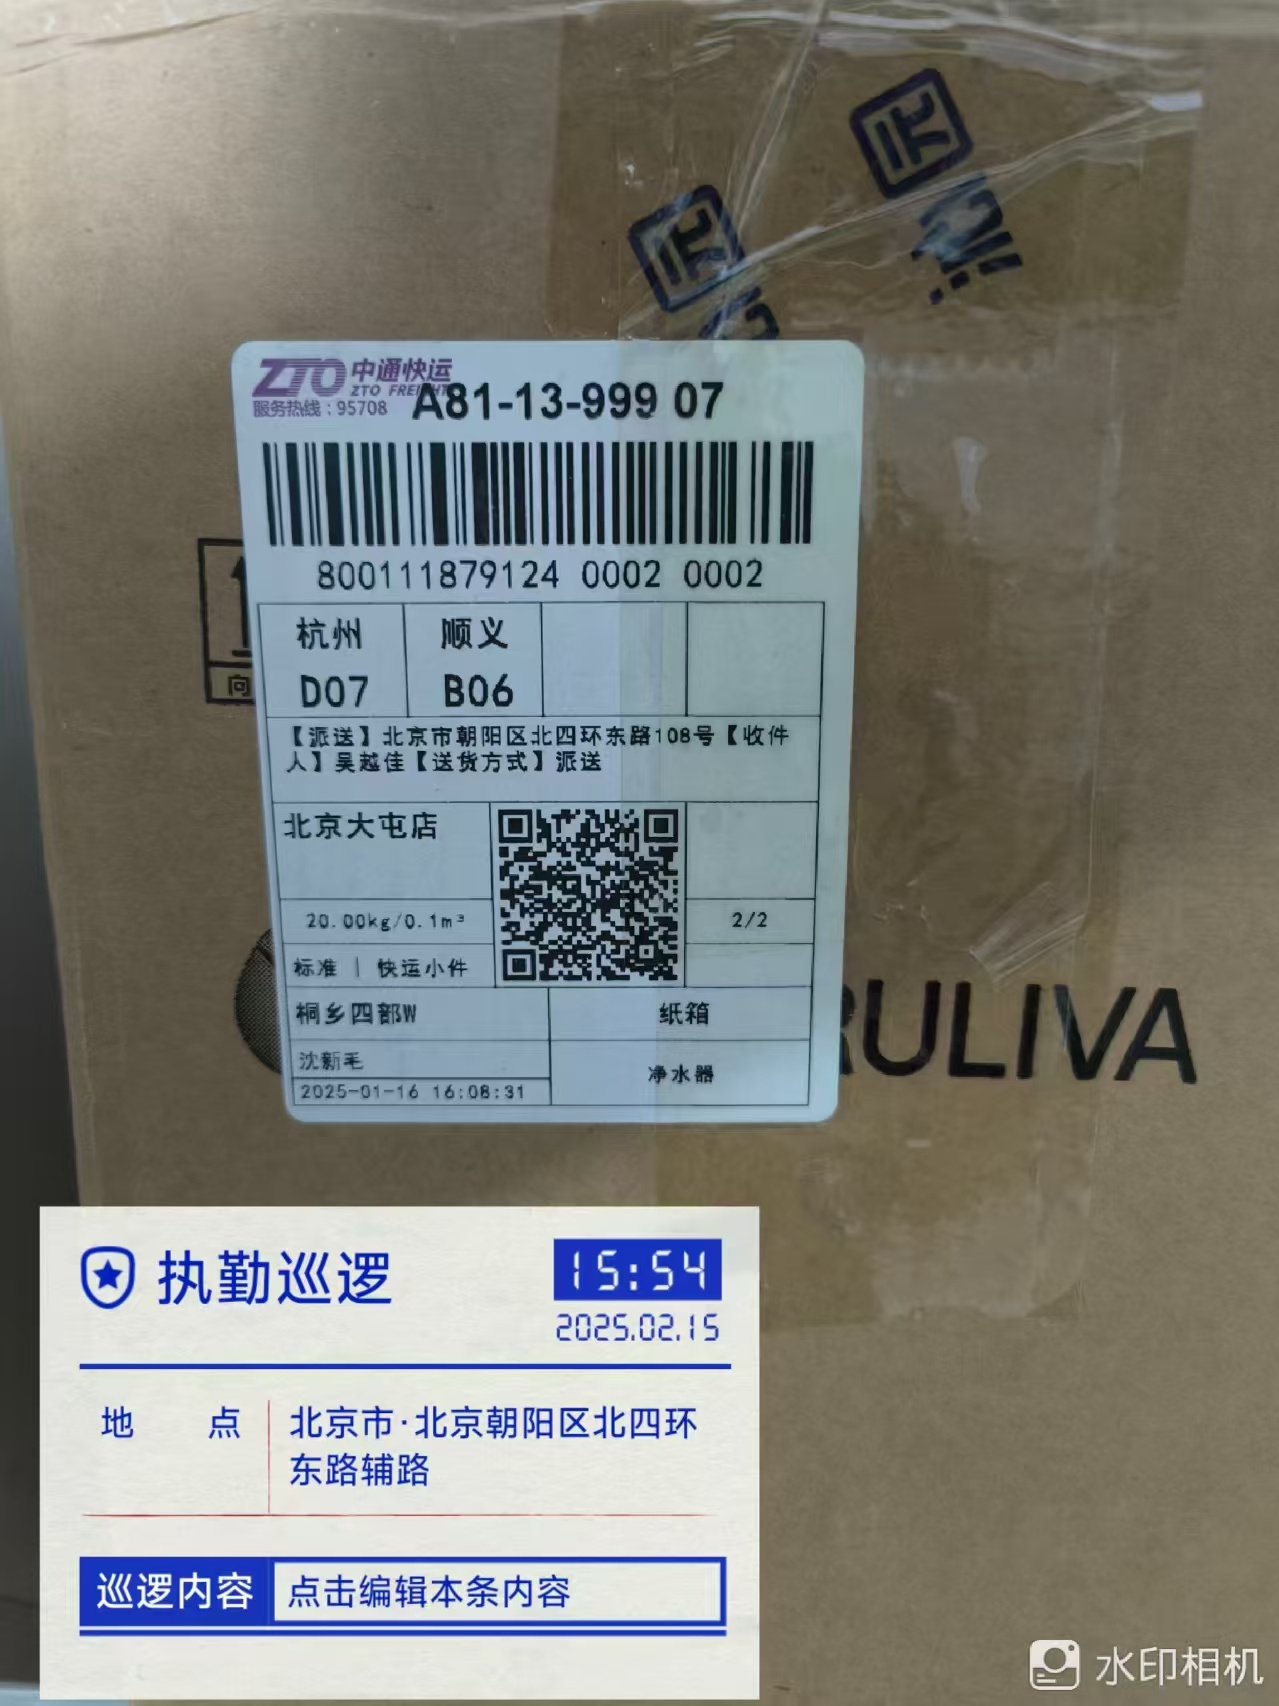 ZTO 中通快运
ZTO FREIGHT
服务热线：95708
A81-13-999 07
800111879124 0002 0002
杭州 顺义
D07 B06
向
【派送】北京市朝阳区北四环东路108号【收件
人】吴越佳【送货方式】派送
北京大屯店
20.00kg/0.1m³ 2/2
标准 | 快运小件
桐乡四部W 纸箱
沈新毛
净水器
2025-01-16 16:08:31
RULIVA
执勤巡逻 15:54
2025.02.15
地 点 北京市·北京朝阳区北四环
东路辅路
巡逻内容 点击编辑本条内容
水印相机